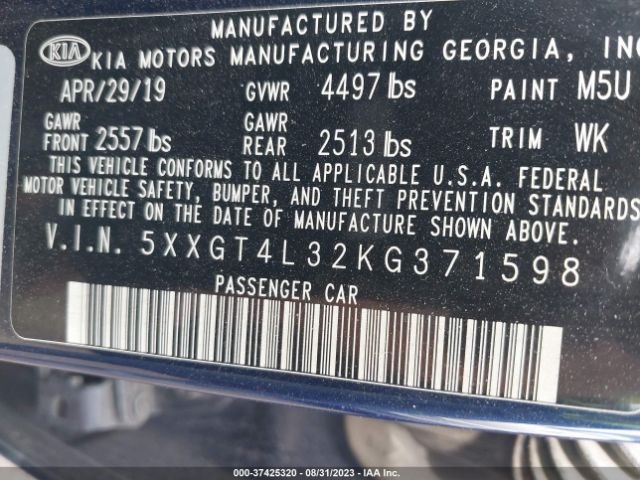 MANUFACTURED BY
KIA KIA MOTORS MANUFACTURING GEORGIA, INC
APR/29/19 GVWR 4497 lbs PAINT M5U
GAWR FRONT 2557 lbs GAWR REAR 2513 lbs TRIM WK
THIS VEHICLE CONFORMS TO ALL APPLICABLE U.S.A. FEDERAL
MOTOR VEHICLE SAFETY, BUMPER, AND THEFT PREVENTION STANDARDS
IN EFFECT ON THE DATE OF MANUFACTURE SHOWN ABOVE.
V.I.N. 5XXGT4L32KG371598
PASSENGER CAR
000-37425320 - 08/31/2023 - IAA Inc.